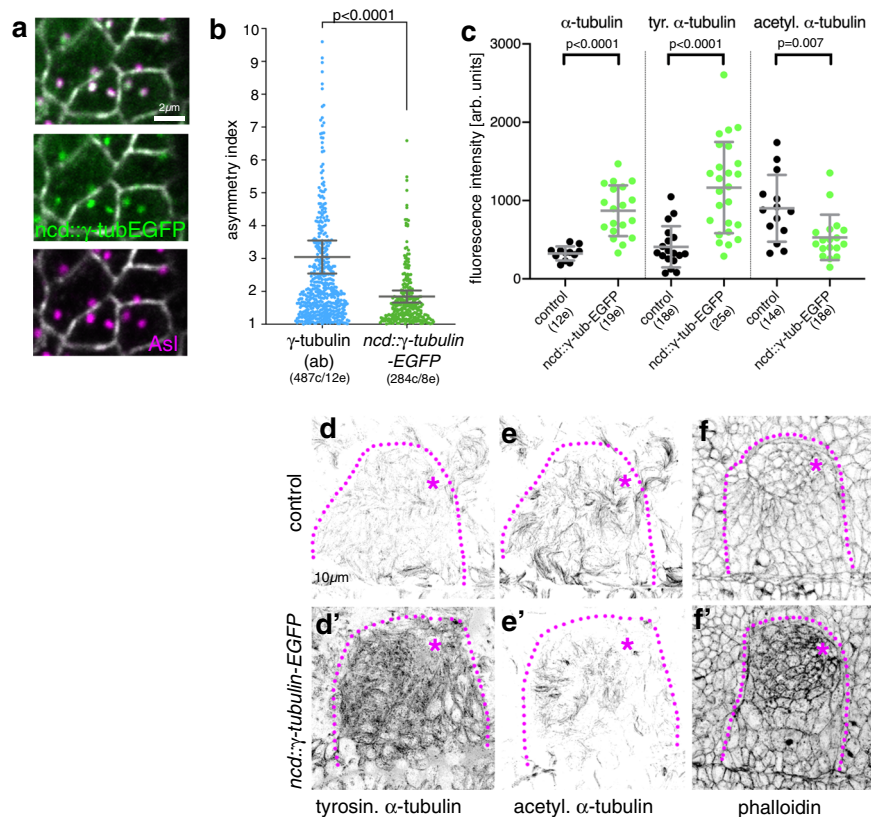 a
2µm
ncd::γ-tubEGFP
Asl
b
p<0.0001
asymmetry index
10
9
8
7
6
5
4
3
2
1
γ-tubulin
(ab)
(487c/12e)
ncd::γ-tubulin
-EGFP
(284c/8e)
c
α-tubulin
tyr. α-tubulin
acetyl. α-tubulin
p<0.0001
p<0.0001
p=0.007
fluorescence intensity [arb. units]
3000
2000
1000
0
control
(12e)
ncd::γ-tub-EGFP
(19e)
control
(18e)
ncd::γ-tub-EGFP
(25e)
control
(14e)
ncd::γ-tub-EGFP
(18e)
control
d
*
10µm
e
*
f
*
ncd::γ-tubulin-EGFP
d'
*
e'
*
f'
*
tyrosin. α-tubulin
acetyl. α-tubulin
phalloidin